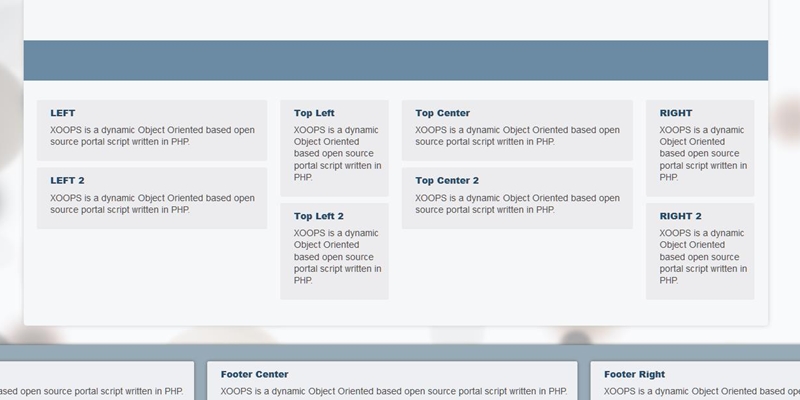 LEFT
XOOPS is a dynamic Object Oriented based open
source portal script written in PHP.
LEFT 2
XOOPS is a dynamic Object Oriented based open
source portal script written in PHP.
Top Left
XOOPS is a dynamic
Object Oriented
based open source
portal script written in
PHP.
Top Left 2
XOOPS is a dynamic
Object Oriented
based open source
portal script written in
PHP.
Top Center
XOOPS is a dynamic Object Oriented based open
source portal script written in PHP.
Top Center 2
XOOPS is a dynamic Object Oriented based open
source portal script written in PHP.
RIGHT
XOOPS is a dynamic
Object Oriented
based open source
portal script written in
PHP.
RIGHT 2
XOOPS is a dynamic
Object Oriented
based open source
portal script written in
PHP.
open source portal script written in PHP.
Footer Center
XOOPS is a dynamic Object Oriented based open source portal script written in PHP.
Footer Right
XOOPS is a dynamic Object Oriented based